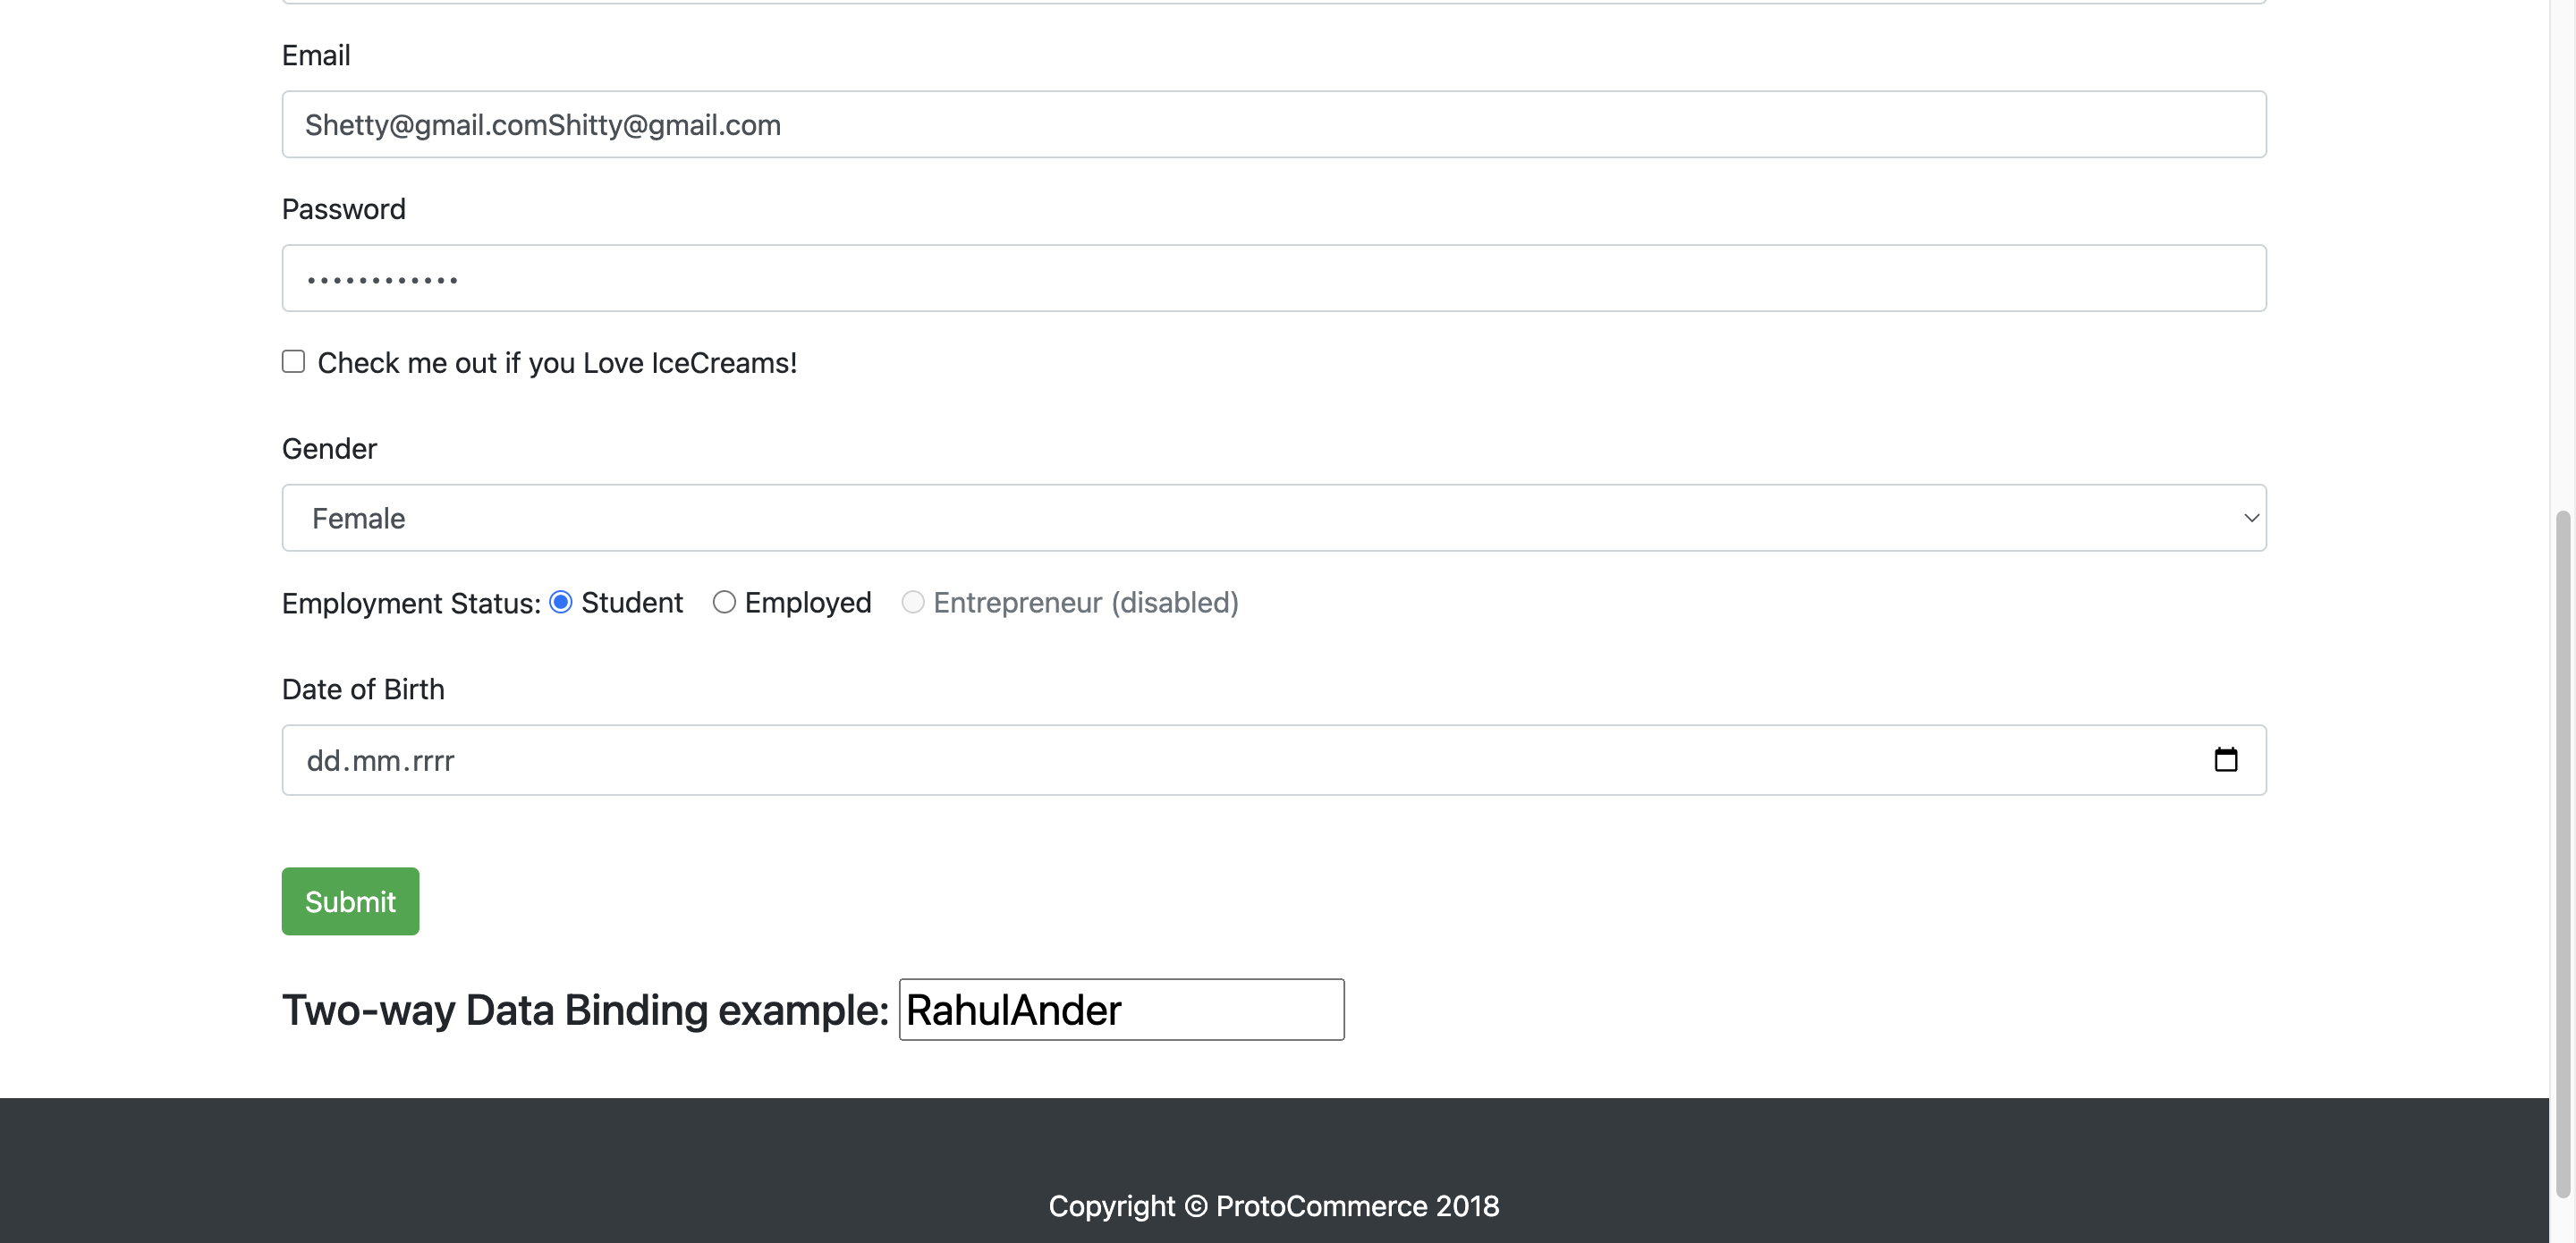 Email
Shetty@gmail.comShitty@gmail.com
Password
••••••••••••
Check me out if you Love IceCreams!
Gender
Female
Employment Status: Student Employed Entrepreneur (disabled)
Date of Birth
dd.mm.rrrr
Submit
Two-way Data Binding example: RahulAnder
Copyright © ProtoCommerce 2018